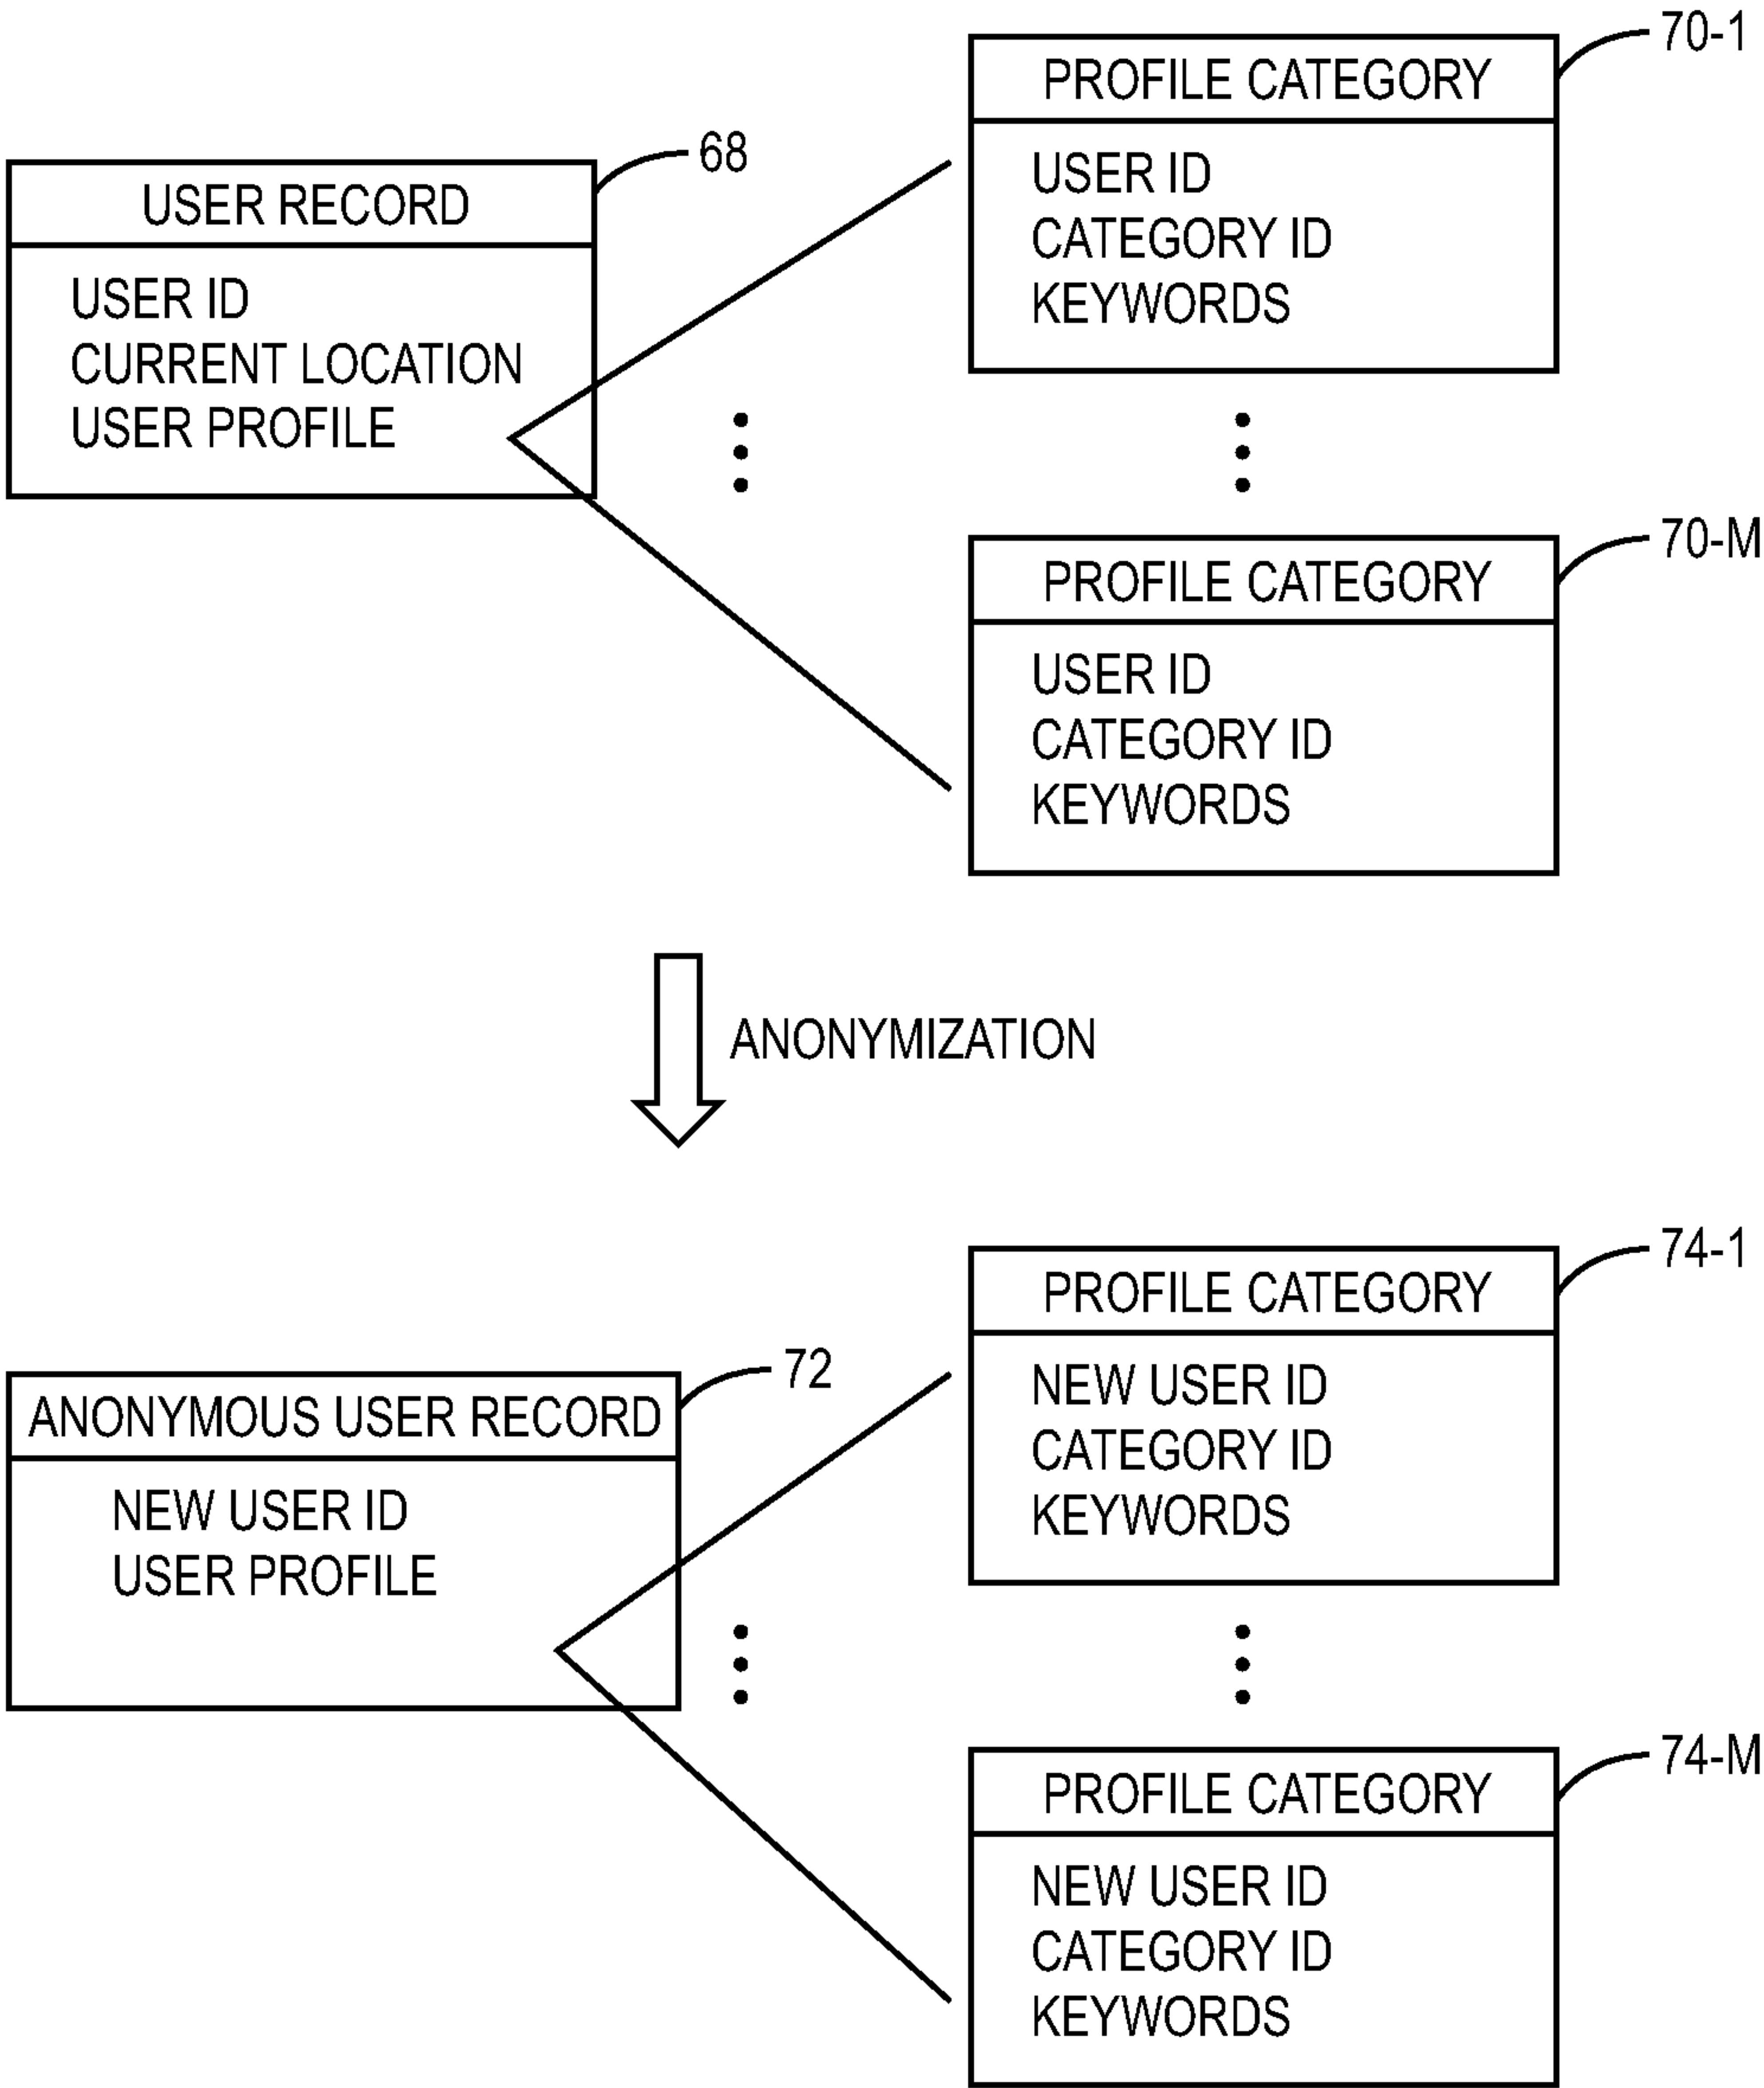 70-1
PROFILE CATEGORY
USER ID
CATEGORY ID
KEYWORDS
68
USER RECORD
USER ID
CURRENT LOCATION
USER PROFILE
70-M
PROFILE CATEGORY
USER ID
CATEGORY ID
KEYWORDS
ANONYMIZATION
74-1
PROFILE CATEGORY
NEW USER ID
CATEGORY ID
KEYWORDS
72
ANONYMOUS USER RECORD
NEW USER ID
USER PROFILE
74-M
PROFILE CATEGORY
NEW USER ID
CATEGORY ID
KEYWORDS